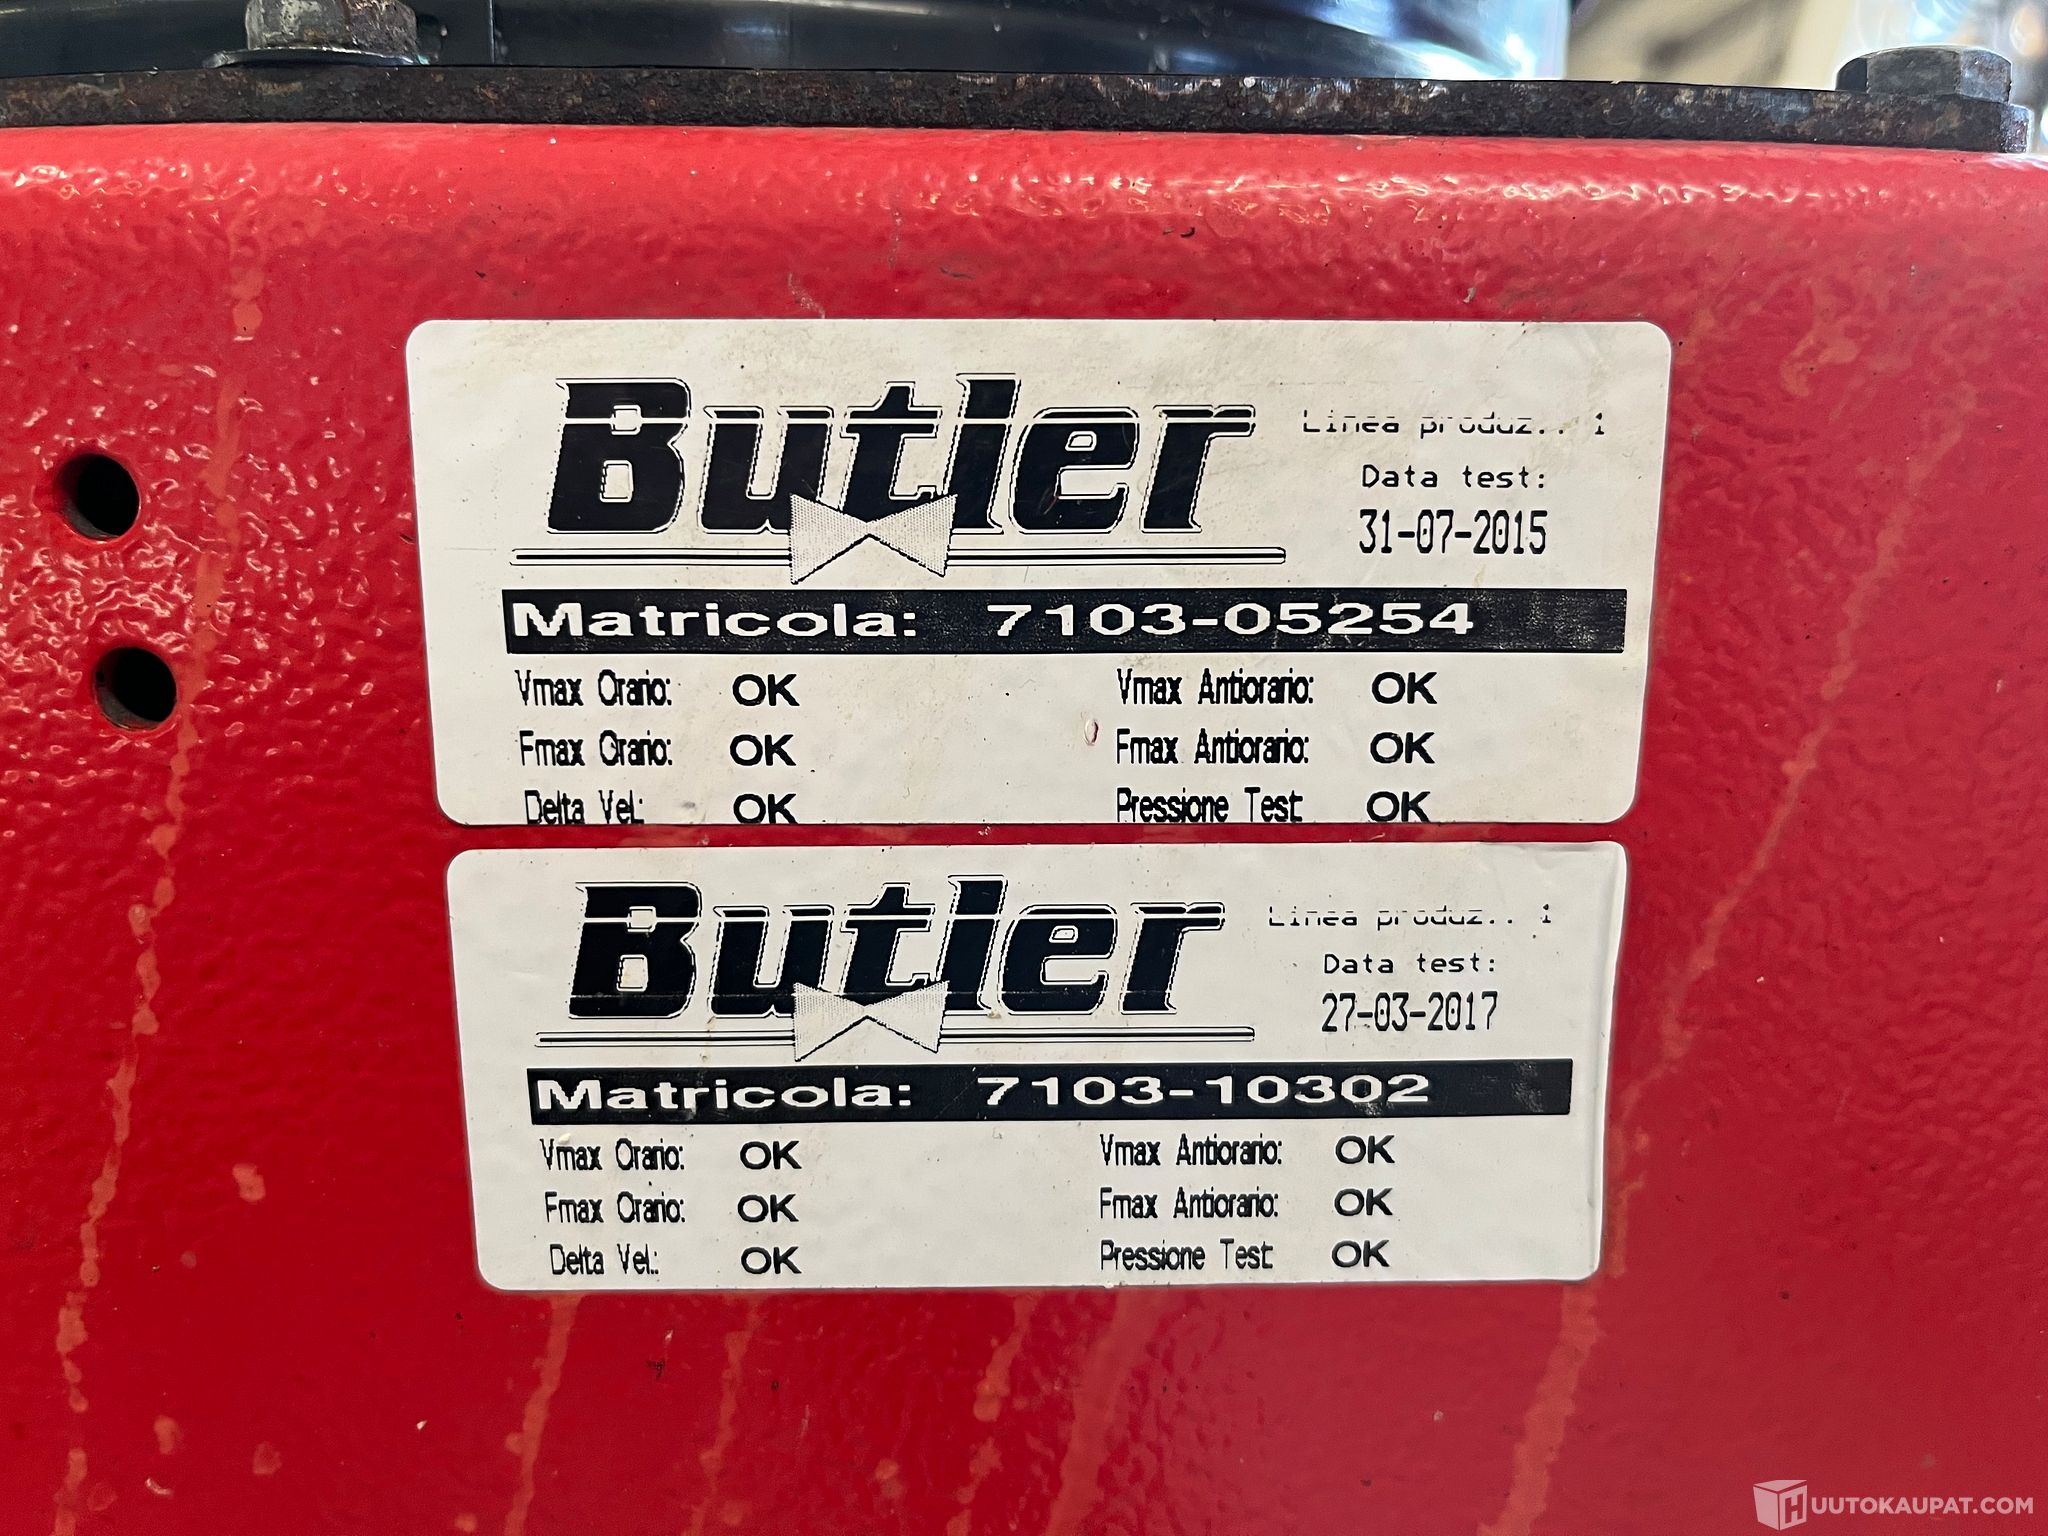 Butler
Linea produz.: 1
Data test:
31-07-2015
Matricola: 7103-05254
Vmax Orario: OK Vmax Antiorario: OK
Fmax Orario: OK Fmax Antiorario: OK
Delta Vel.: OK Pressione Test: OK
Butler
Linea produz.: 1
Data test:
27-03-2017
Matricola: 7103-10302
Vmax Orario: OK Vmax Antiorario: OK
Fmax Orario: OK Fmax Antiorario: OK
Delta Vel.: OK Pressione Test: OK
HUUTOKAUPAT.COM